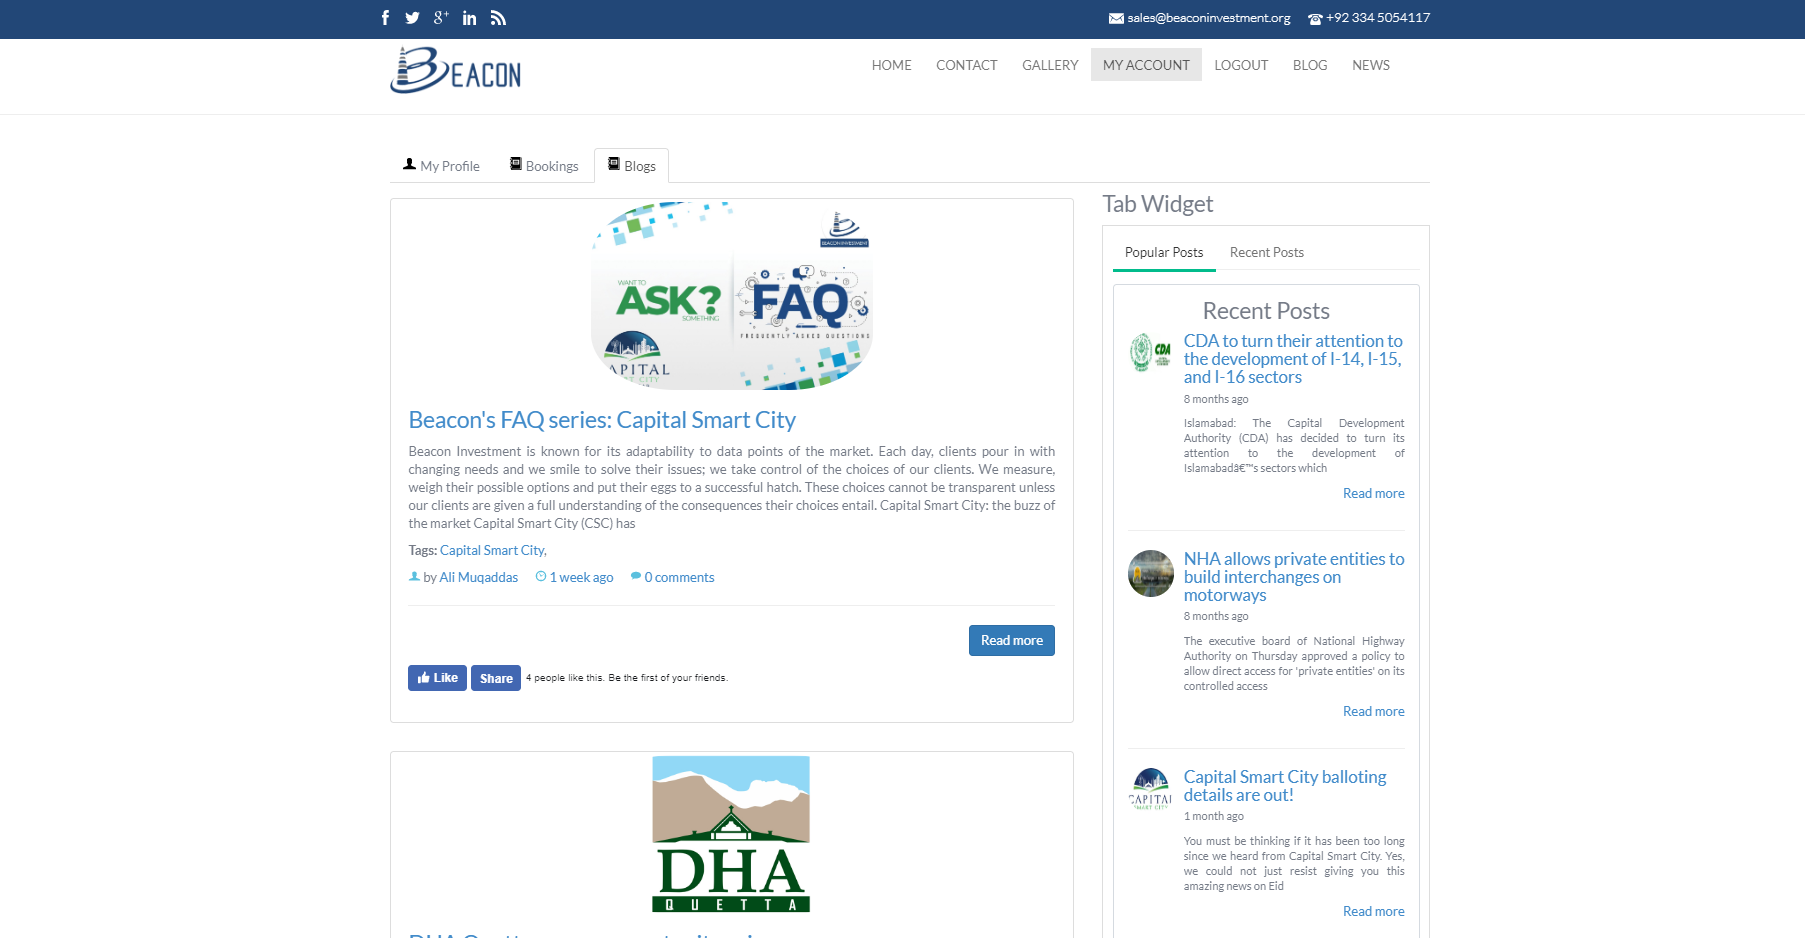 sales@beaconinvestment.org +92 334 5054117
BEACON
HOME CONTACT GALLERY MY ACCOUNT LOGOUT BLOG NEWS
My Profile Bookings Blogs
BEACON INVESTMENT
WANT TO
ASK?
SOMETHING
FAQ
FREQUENTLY ASKED QUESTIONS
CAPITAL
SMART CITY
Beacon's FAQ series: Capital Smart City
Beacon Investment is known for its adaptability to data points of the market. Each day, clients pour in with
changing needs and we smile to solve their issues; we take control of the choices of our clients. We measure,
weigh their possible options and put their eggs to a successful hatch. These choices cannot be transparent unless
our clients are given a full understanding of the consequences their choices entail. Capital Smart City: the buzz of
the market Capital Smart City (CSC) has
Tags: Capital Smart City,
by Ali Muqaddas 1 week ago 0 comments
Read more
Like Share 4 people like this. Be the first of your friends.
DHA
QUETTA
Tab Widget
Popular Posts Recent Posts
Recent Posts
CDA
CDA to turn their attention to
the development of I-14, I-15,
and I-16 sectors
8 months ago
Islamabad: The Capital Development
Authority (CDA) has decided to turn its
attention to the development of
Islamabadâ€™s sectors which
Read more
NHA allows private entities to
build interchanges on
motorways
8 months ago
The executive board of National Highway
Authority on Thursday approved a policy to
allow direct access for 'private entities' on its
controlled access
Read more
CAPITAL
SMART CITY
Capital Smart City balloting
details are out!
1 month ago
You must be thinking if it has been too long
since we heard from Capital Smart City. Yes,
we could not just resist giving you this
amazing news on Eid
Read more